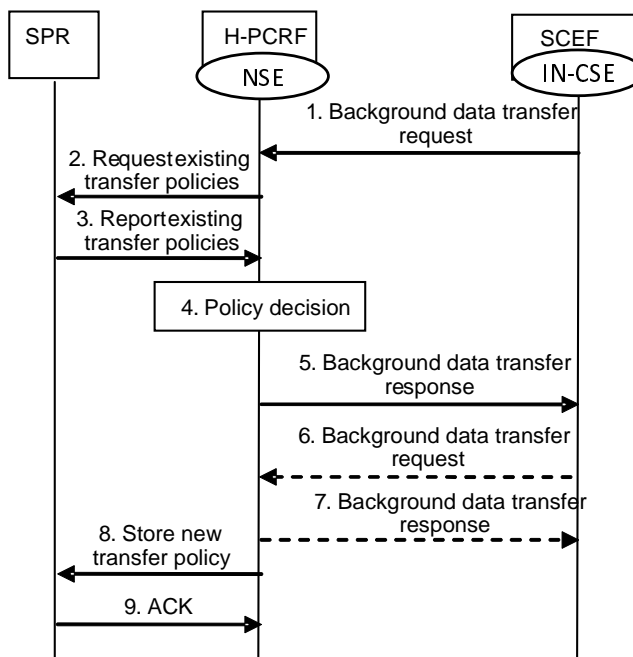 SPR
H-PCRF
SCEF
NSE
IN-CSE
1. Background data transfer
request
2. Requestexisting
transfer policies
3. Reportexisting
transfer policies
4. Policy decision
5. Background data transfer
response
6. Background data transfer
request
7. Background data transfer
response
8. Store new
transfer policy
9. ACK